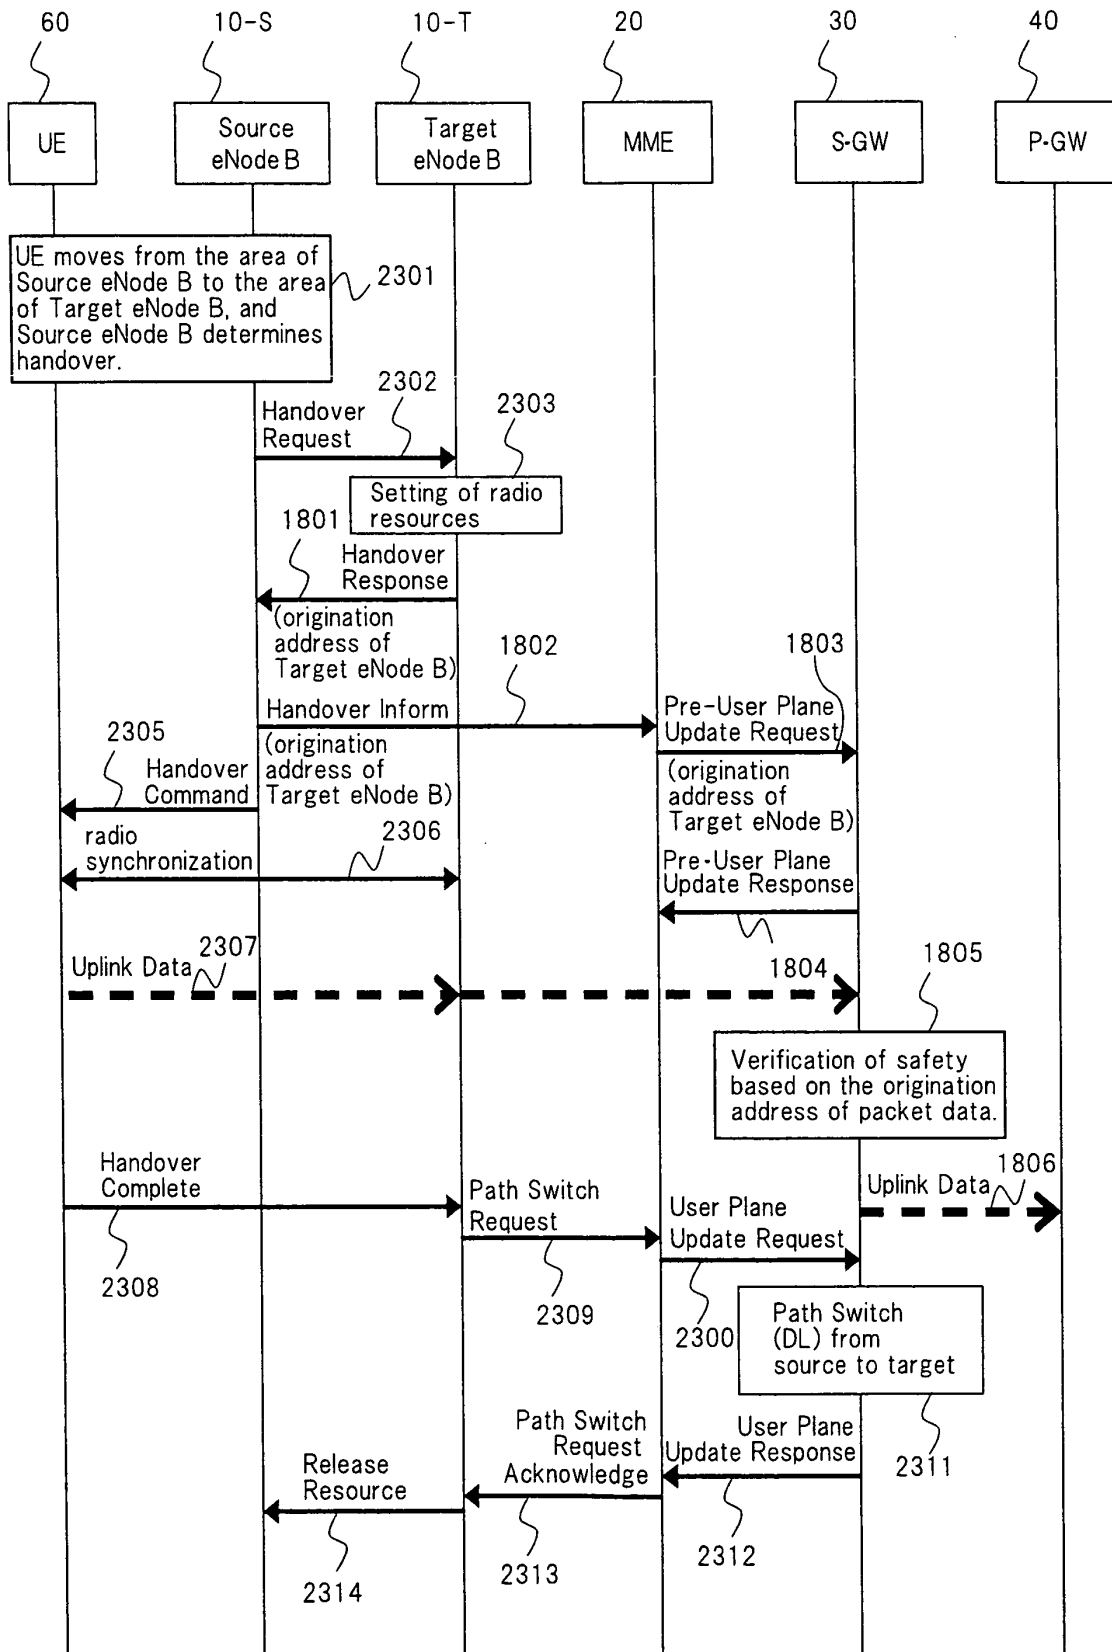 60
10-S
10-T
20
30
40
UE
Source
eNode B
Target
eNode B
MME
S-GW
P-GW
UE moves from the area of
Source eNode B to the area
of Target eNode B, and
Source eNode B determines
handover.
2301
2302
2303
Handover
Request
Setting of radio
resources
1801
Handover
Response
(origination
address of
Target eNode B)
1802
1803
Handover Inform
Pre-User Plane
Update Request
2305
(origination
address of
Target eNode B)
(origination
address of
Target eNode B)
Handover
Command
radio
synchronization
2306
Pre-User Plane
Update Response
1804
Uplink Data
2307
1805
Verification of safety
based on the origination
address of packet data.
Handover
Complete
2308
Path Switch
Request
2309
User Plane
Update Request
2300
Uplink Data
1806
Path Switch
(DL) from
source to target
2311
User Plane
Update Response
2312
Path Switch
Request
Acknowledge
2313
Release
Resource
2314